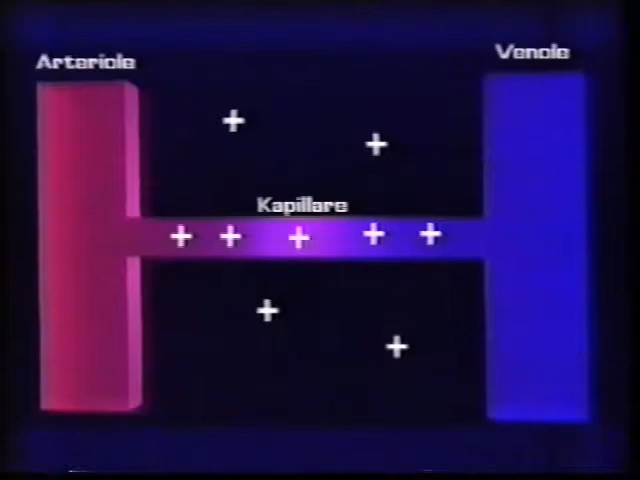 Arteriole
Venole
Kapillare
+ +
+ + + + +
+
+